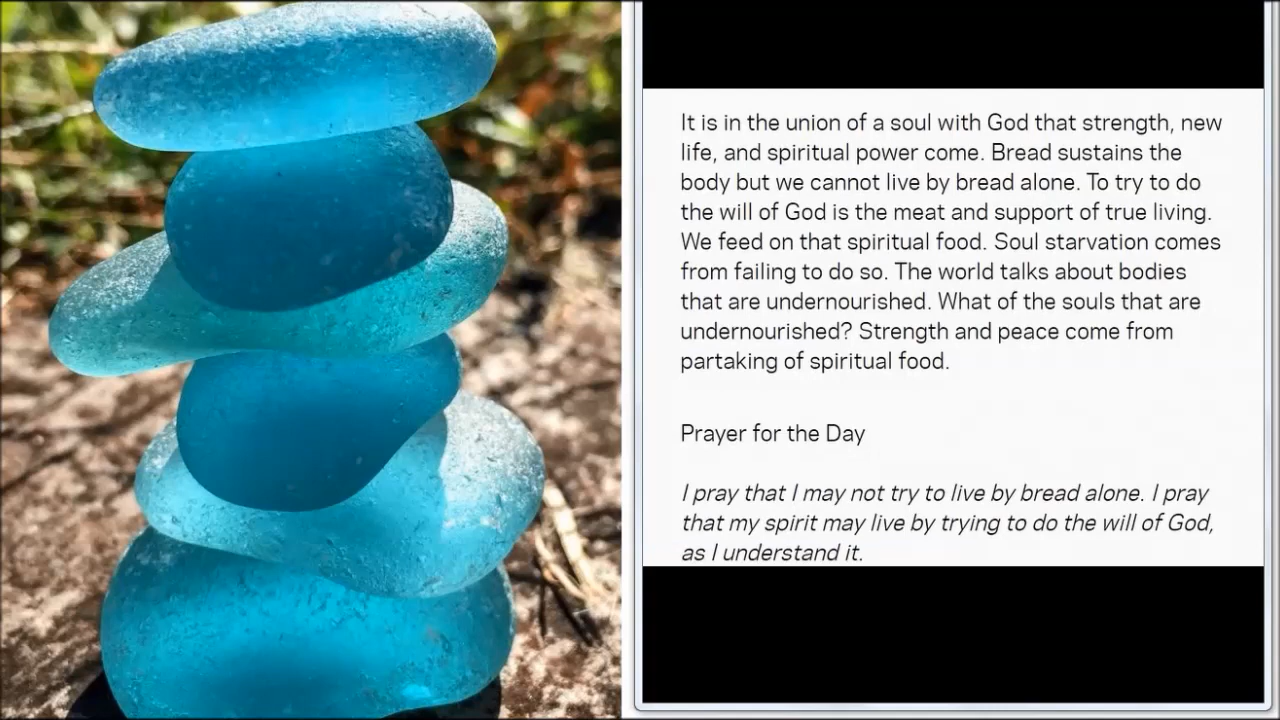 It is in the union of a soul with God that strength, new
life, and spiritual power come. Bread sustains the
body but we cannot live by bread alone. To try to do
the will of God is the meat and support of true living.
We feed on that spiritual food. Soul starvation comes
from failing to do so. The world talks about bodies
that are undernourished. What of the souls that are
undernourished? Strength and peace come from
partaking of spiritual food.
Prayer for the Day
I pray that I may not try to live by bread alone. I pray
that my spirit may live by trying to do the will of God,
as I understand it.